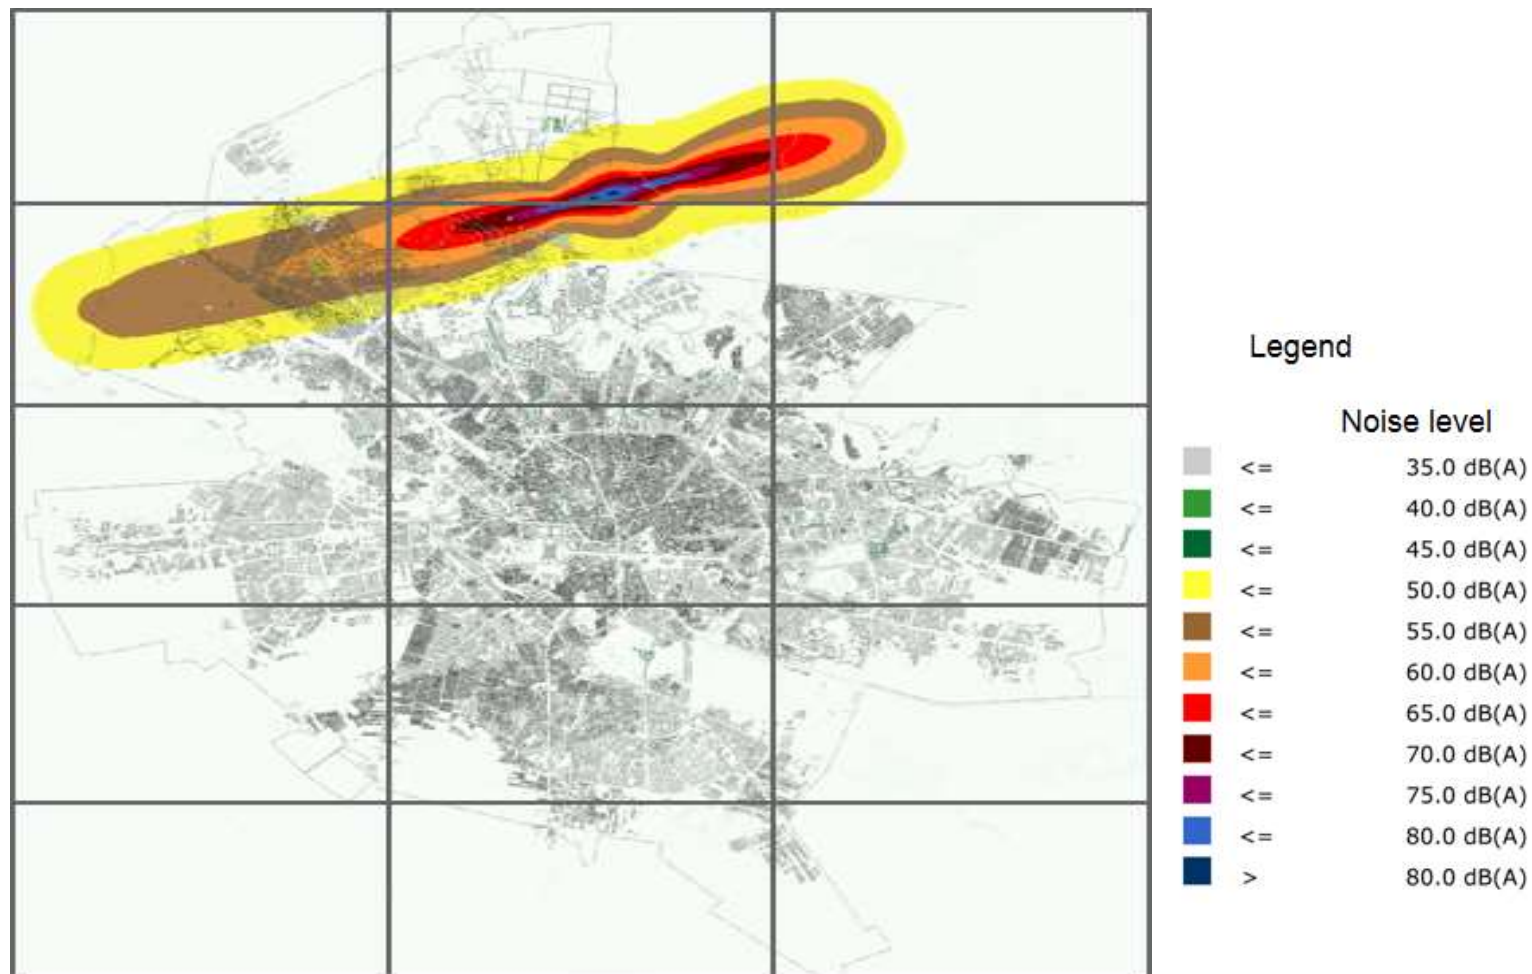 Legend
Noise level
<= 35.0 dB(A)
<= 40.0 dB(A)
<= 45.0 dB(A)
<= 50.0 dB(A)
<= 55.0 dB(A)
<= 60.0 dB(A)
<= 65.0 dB(A)
<= 70.0 dB(A)
<= 75.0 dB(A)
<= 80.0 dB(A)
> 80.0 dB(A)